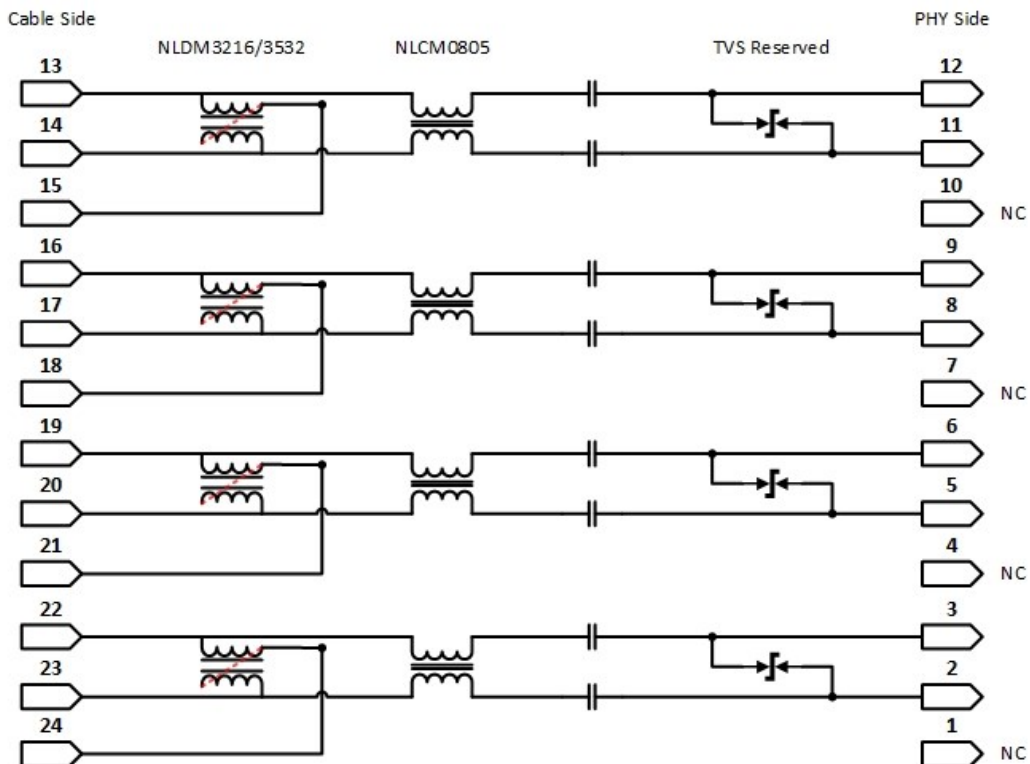 Cable Side PHY Side
NLDM3216/3532 NLCM0805 TVS Reserved
13 12
14 11
15 10
NC
16 9
17 8
18 7
NC
19 6
20 5
21 4
NC
22 3
23 2
24 1
NC